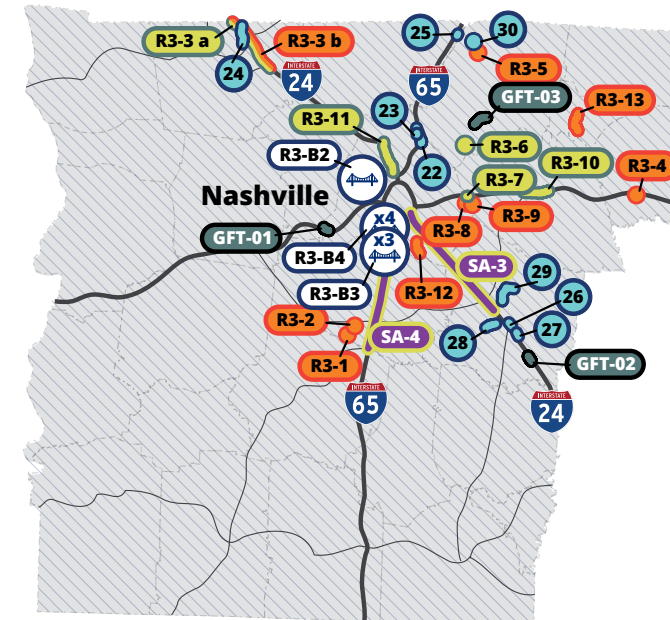 25
30
R3-3 a
R3-3 b
24
INTERSTATE
24
INTERSTATE
65
R3-5
GFT-03
R3-13
23
R3-11
R3-6
R3-B2
22
R3-10
R3-4
R3-7
Nashville
x4
R3-9
R3-8
GFT-01
x3
R3-B4
SA-3
29
R3-B3
R3-12
26
R3-2
27
SA-4
28
R3-1
GFT-02
INTERSTATE
65
INTERSTATE
24